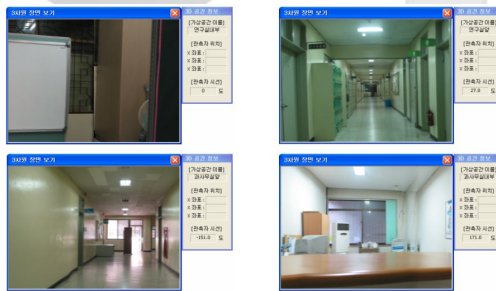 3차원 장면 보기
3D 공간 정보
[가상공간 이름]
연구실내부
[관측자 위치]
X 좌표 :
X 좌표 :
X 좌표 :
[관측자 시선]
0 도
3차원 장면 보기
3D 공간 정보
[가상공간 이름]
연구실앞
[관측자 위치]
X 좌표 :
X 좌표 :
X 좌표 :
[관측자 시선]
27.0 도
3차원 장면 보기
3D 공간 정보
[가상공간 이름]
과사무실앞
[관측자 위치]
X 좌표 :
X 좌표 :
X 좌표 :
[관측자 시선]
-151.0 도
3차원 장면 보기
3D 공간 정보
[가상공간 이름]
과사무실내부
[관측자 위치]
X 좌표 :
X 좌표 :
X 좌표 :
[관측자 시선]
171.0 도